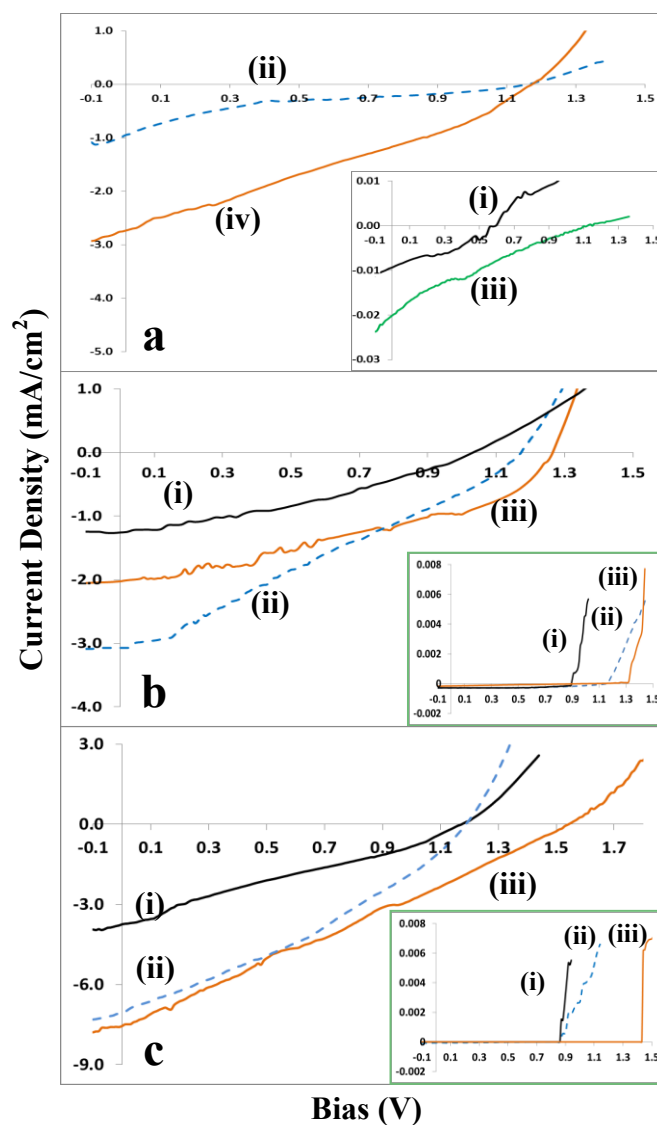 Current Density (mA/cm²)
1.0
0.0
-1.0
-2.0
-3.0
-4.0
-5.0
-0.1 0.1 0.3 0.5 0.7 0.9 1.1 1.3 1.5
(ii)
(iv)
a
0.01
0.00
-0.01
-0.02
-0.03
-0.1 0.1 0.3 0.5 0.7 0.9 1.1 1.3 1.5
(i)
(iii)
1.0
0.0
-1.0
-2.0
-3.0
-4.0
-0.1 0.1 0.3 0.5 0.7 0.9 1.1 1.3 1.5
(i)
(iii)
(ii)
b
0.008
0.006
0.004
0.002
0
-0.002
-0.1 0.1 0.3 0.5 0.7 0.9 1.1 1.3 1.5
(iii)
(ii)
(i)
3.0
0.0
-3.0
-6.0
-9.0
-0.1 0.1 0.3 0.5 0.7 0.9 1.1 1.3 1.5 1.7
(i)
(iii)
(ii)
c
0.008
0.006
0.004
0.002
0
-0.002
-0.1 0.1 0.3 0.5 0.7 0.9 1.1 1.3 1.5
(ii)
(iii)
(i)
Bias (V)